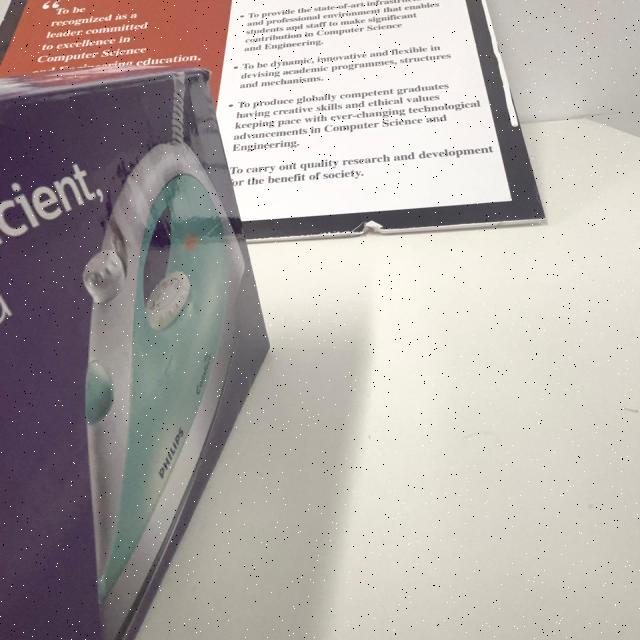 “ To be
recognized as a
leader committed
to excellence in
Computer Science
and engineering education,
• To provide the state-of-art
and professional environment that enables
students and staff to make significant
contribution in Computer Science
and Engineering.
• To be dynamic, innovative and flexible in
devising academic programmes, structures
and mechanisms.
• To produce globally competent graduates
having creative skills and ethical values
keeping pace with ever-changing technological
advancements in Computer Science and
Engineering.
To carry out quality research and development
for the benefit of society.
cient,
PHILIPS